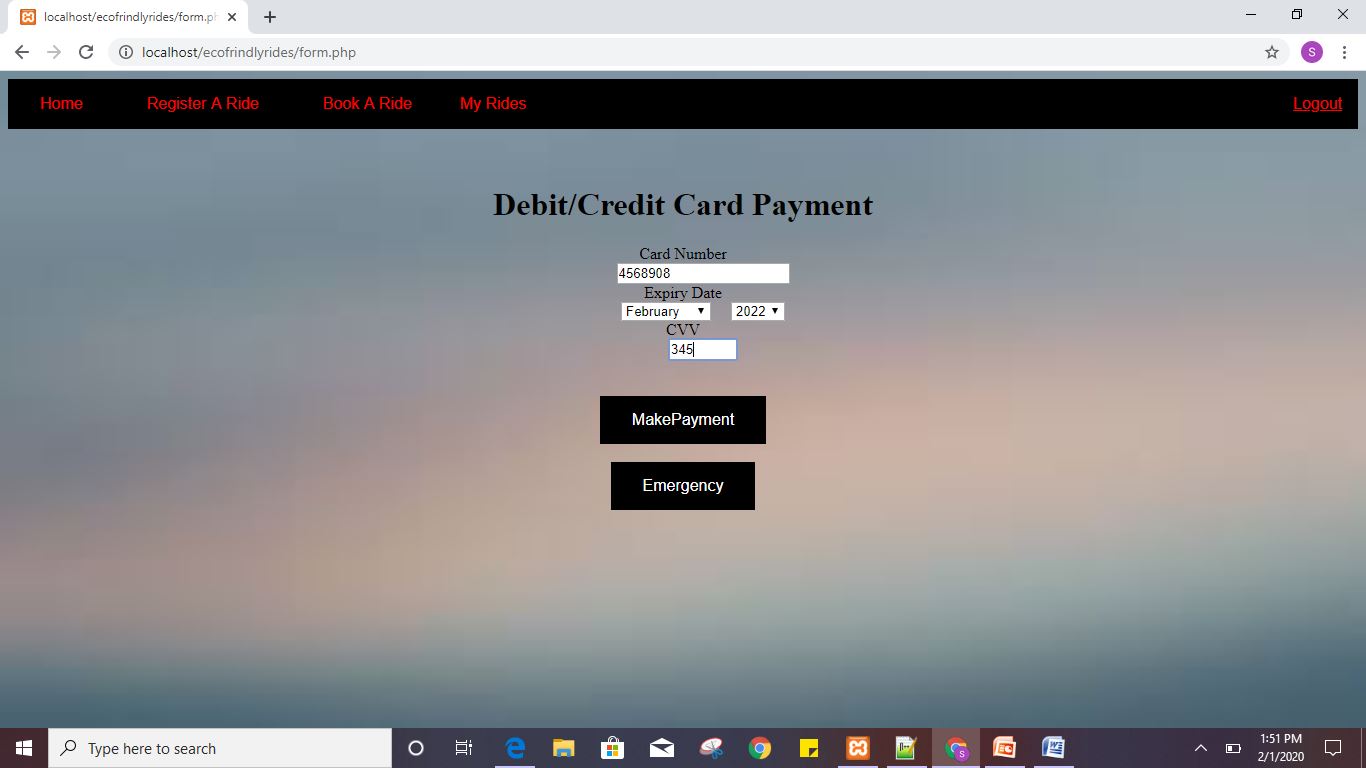 localhost/ecofrindlyrides/form.ph
localhost/ecofrindlyrides/form.php
S
Home Register A Ride Book A Ride My Rides Logout
Debit/Credit Card Payment
Card Number
4568908
Expiry Date
February 2022
CVV
345
MakePayment
Emergency
Type here to search
1:51 PM
2/1/2020